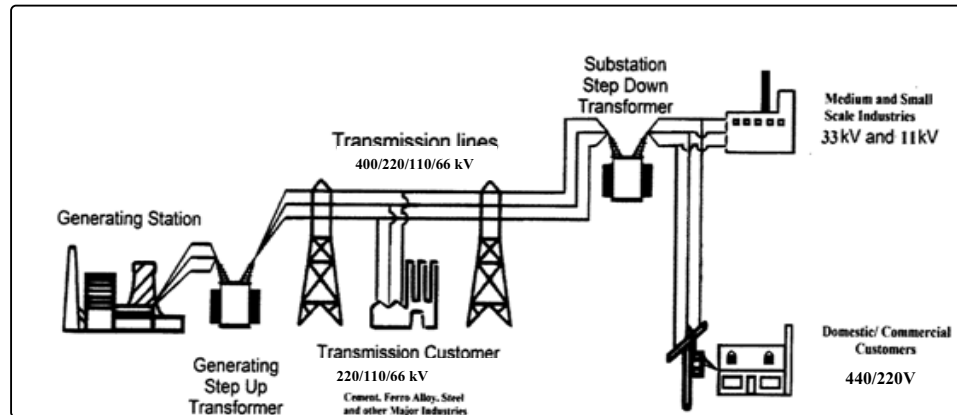 Substation
Step Down
Transformer
Medium and Small
Scale Industries
33kV and 11kV
Transmission lines
400/220/110/66 kV
Generating Station
Generating
Step Up
Transformer
Transmission Customer
220/110/66 kV
Cement, Ferro Alloy, Steel
and other Major Industries
Domestic/ Commercial
Customers
440/220V